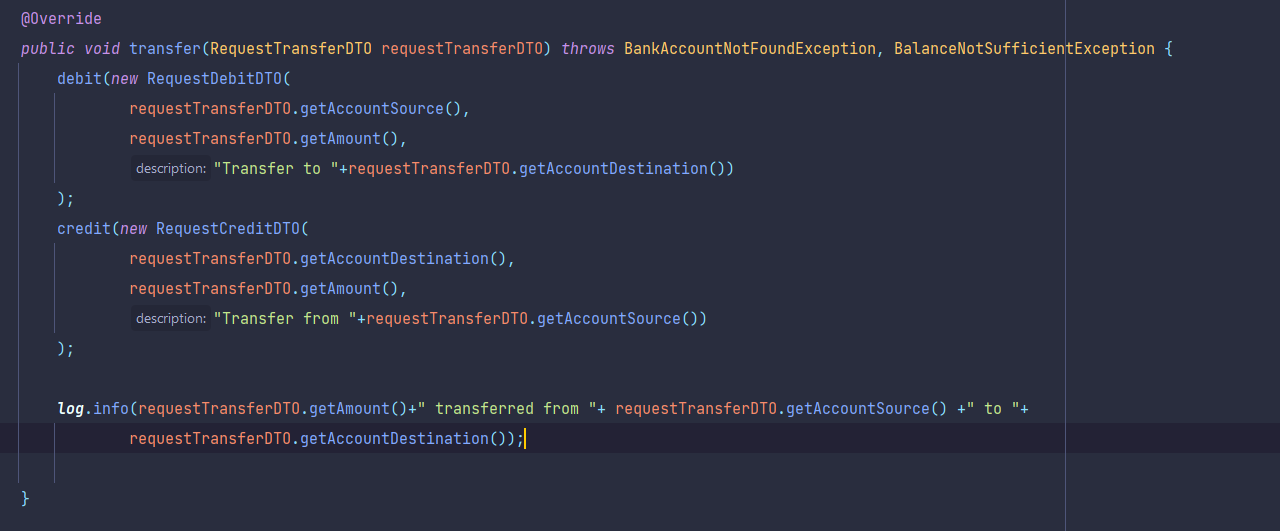 @Override
public void transfer(RequestTransferDTO requestTransferDTO) throws BankAccountNotFoundException, BalanceNotSufficientException {
debit(new RequestDebitDTO(
requestTransferDTO.getAccountSource(),
requestTransferDTO.getAmount(),
description: "Transfer to "+requestTransferDTO.getAccountDestination())
);
credit(new RequestCreditDTO(
requestTransferDTO.getAccountDestination(),
requestTransferDTO.getAmount(),
description: "Transfer from "+requestTransferDTO.getAccountSource())
);
log.info(requestTransferDTO.getAmount()+" transferred from "+ requestTransferDTO.getAccountSource() +" to "+
requestTransferDTO.getAccountDestination());
}